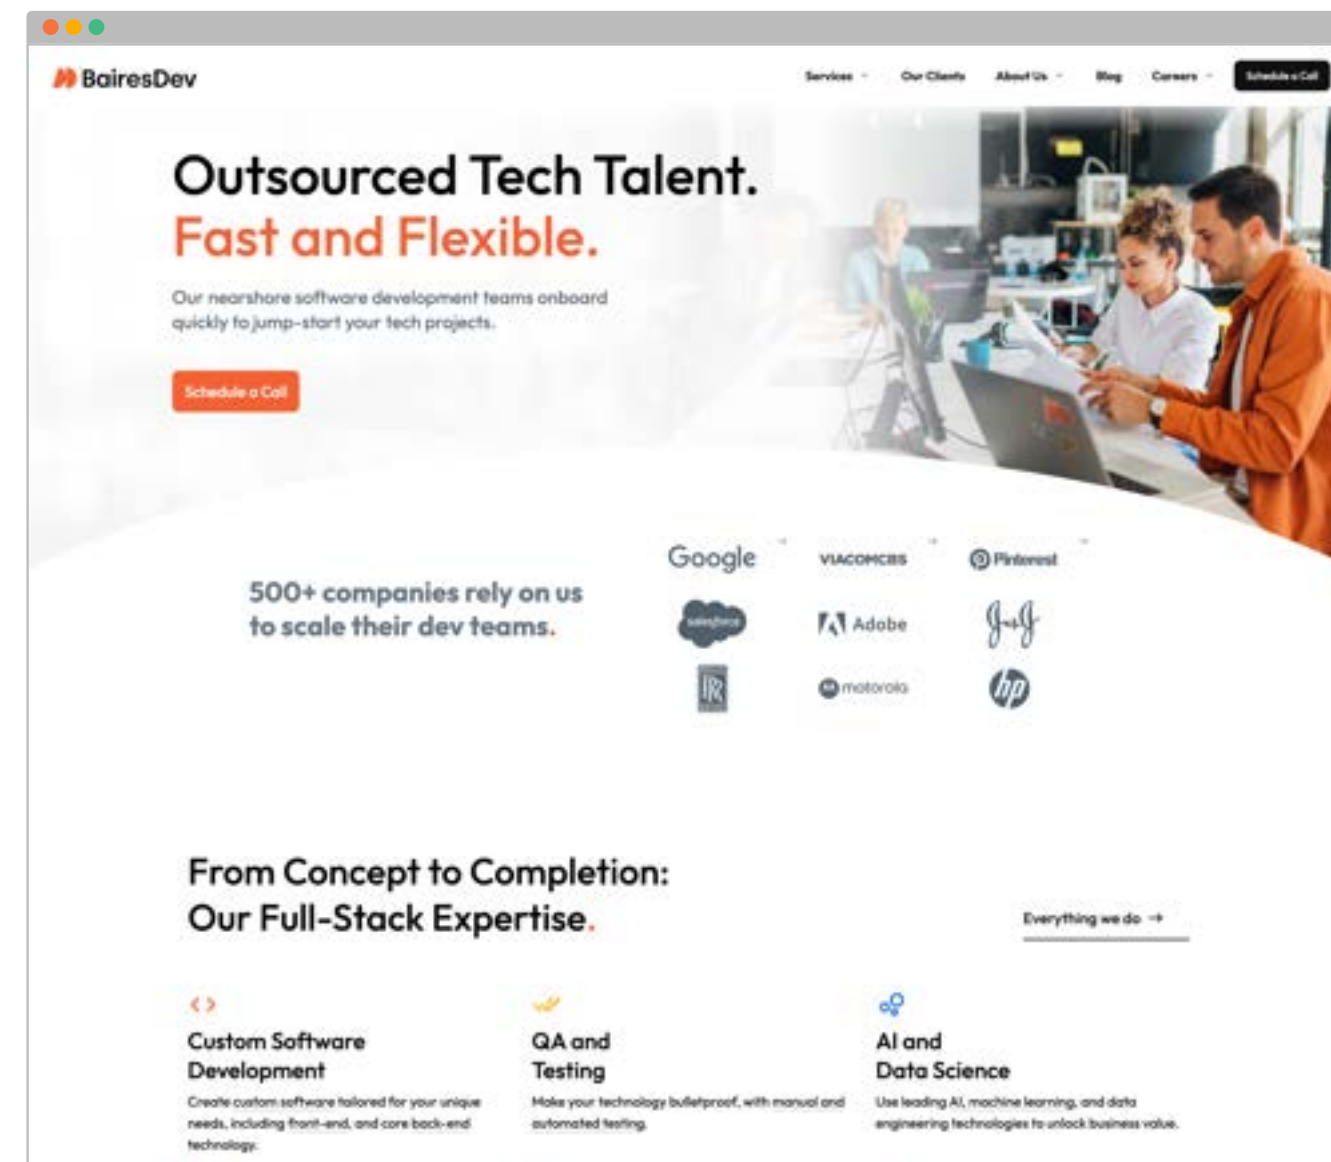 BairesDev
Services Our Clients About Us Blog Careers Schedule a Call
Outsourced Tech Talent.
Fast and Flexible.
Our nearshore software development teams onboard
quickly to jump-start your tech projects.
Schedule a Call
500+ companies rely on us
to scale their dev teams.
Google VIACOMCBS Pinterest
salesforce Adobe J&J
RR motorola hp
From Concept to Completion:
Our Full-Stack Expertise.
Everything we do →
Custom Software
Development
Create custom software tailored for your unique
needs, including front-end, and core back-end
technology.
QA and
Testing
Make your technology bulletproof, with manual and
automated testing.
AI and
Data Science
Use leading AI, machine learning, and data
engineering technologies to unlock business value.